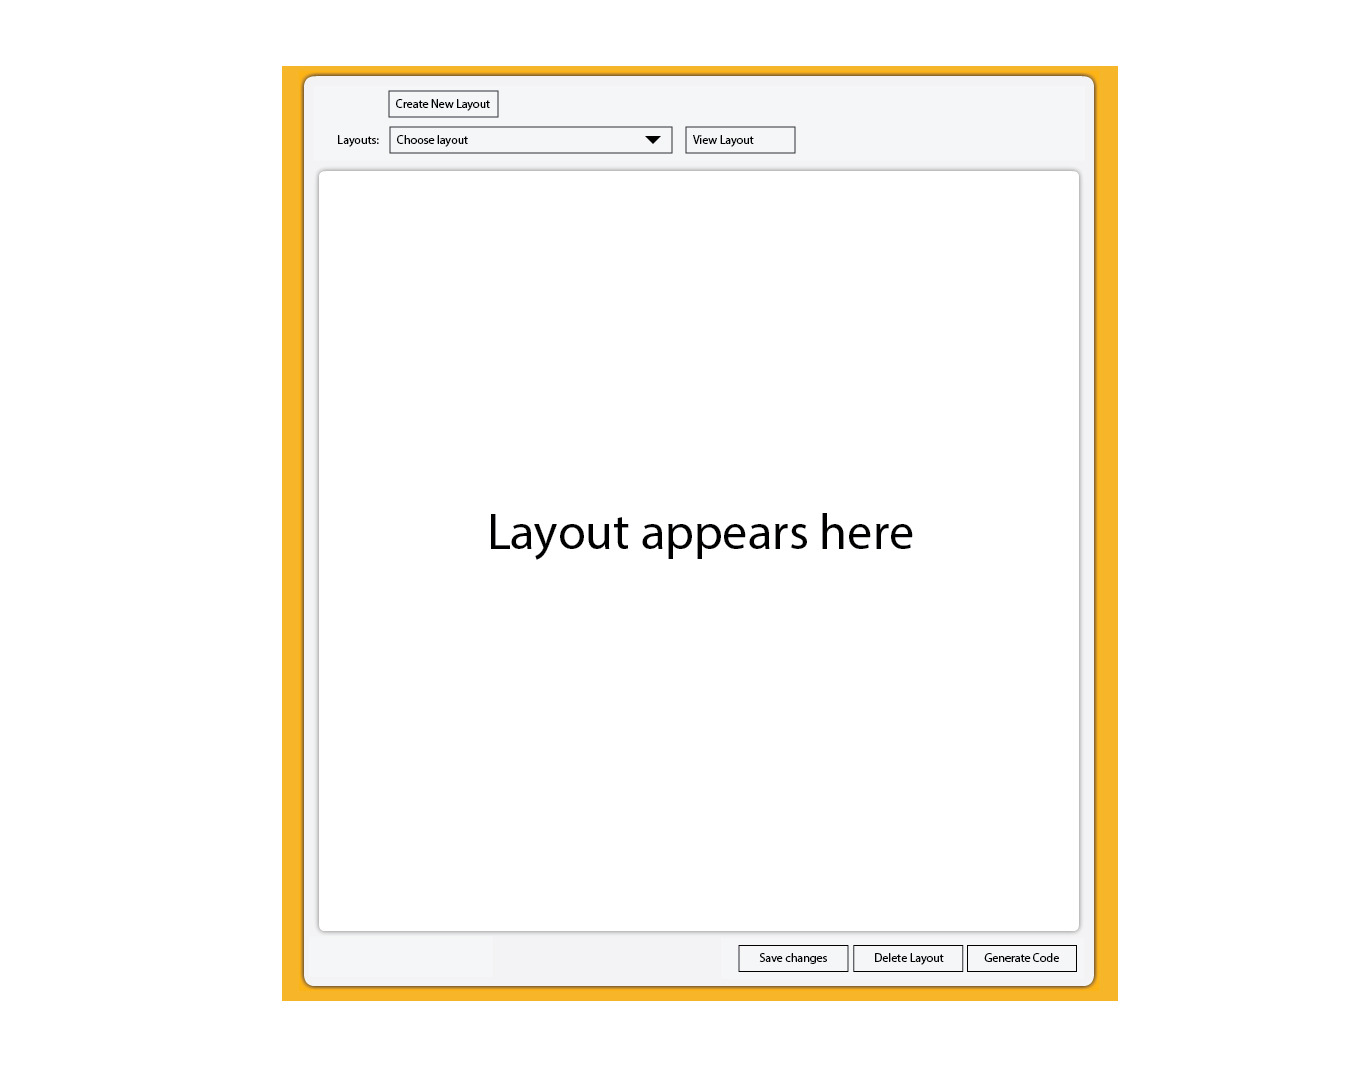 Create New Layout
Layouts: Choose layout View Layout
Layout appears here
Save changes Delete Layout Generate Code